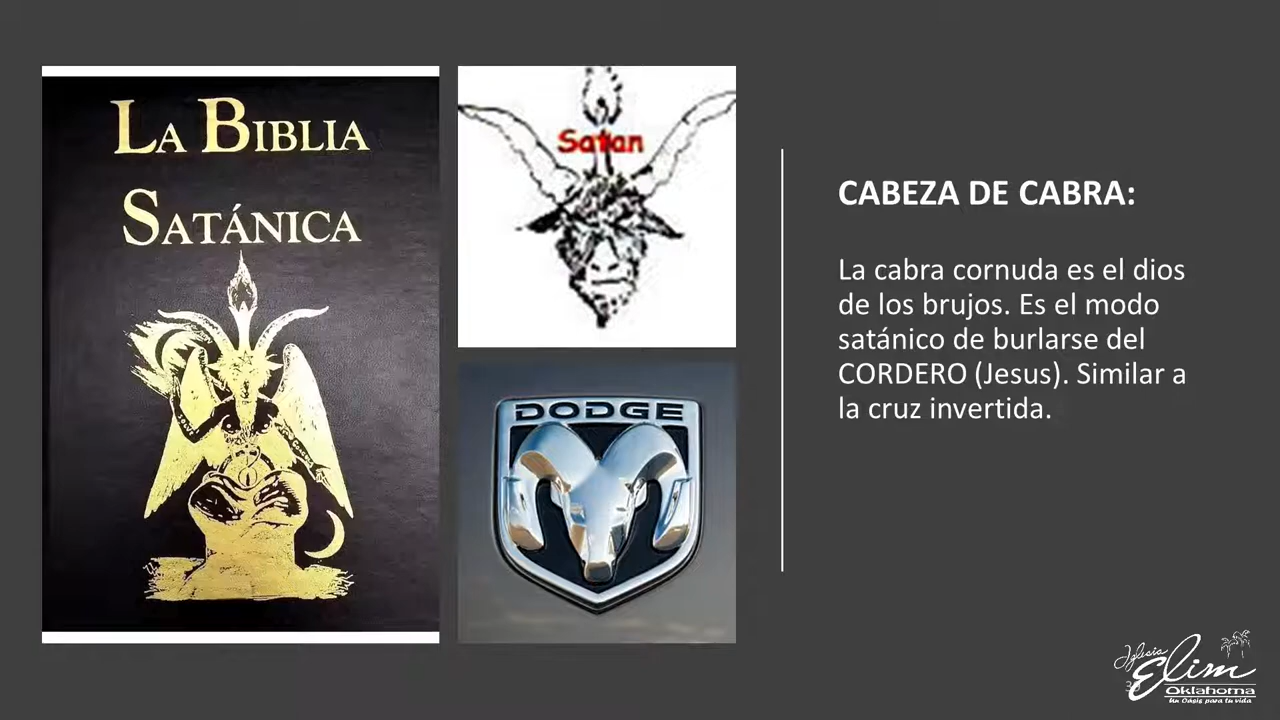 LA BIBLIA
SATÁNICA
Satan
DODGE
CABEZA DE CABRA:
La cabra cornuda es el dios
de los brujos. Es el modo
satánico de burlarse del
CORDERO (Jesus). Similar a
la cruz invertida.
Iglesia
Elim
Oklahoma
Un Oásis para tu vida